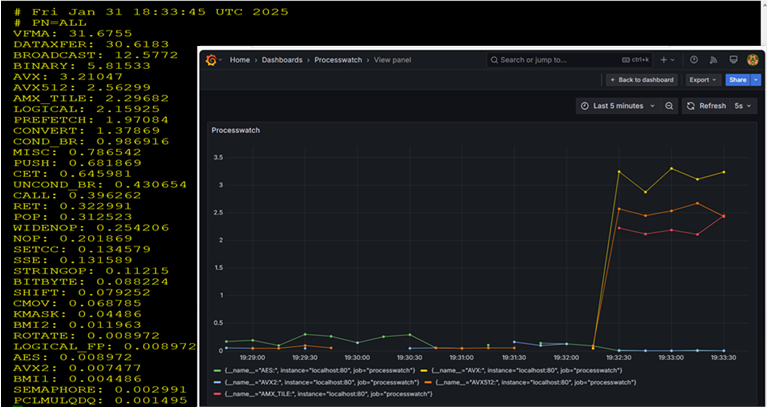 # Fri Jan 31 18:33:45 UTC 2025
# PN=ALL
VFMA: 31.6755
DATAXFER: 30.6183
BROADCAST: 12.5772
BINARY: 5.81533
AVX: 3.21047
AVX512: 2.56299
AMX_TILE: 2.29682
LOGICAL: 2.15925
PREFETCH: 1.97084
CONVERT: 1.37869
COND_BR: 0.986916
MISC: 0.786542
PUSH: 0.681869
CET: 0.645981
UNCOND_BR: 0.430654
CALL: 0.396262
RET: 0.322991
POP: 0.312523
WIDENOP: 0.254206
NOP: 0.201869
SETCC: 0.134579
SSE: 0.131589
STRINGOP: 0.11215
BITBYTE: 0.088224
SHIFT: 0.079252
CMOV: 0.068785
KMASK: 0.04486
BMI2: 0.011963
ROTATE: 0.008972
LOGICAL_FP: 0.008972
AES: 0.008972
AVX2: 0.007477
BMI1: 0.004486
SEMAPHORE: 0.002991
PCLMULQDQ: 0.001495
Home › Dashboards › Processwatch › View panel
Search or jump to... ctrl+k
Back to dashboard Export Share
Last 5 minutes Refresh 5s
Processwatch
3.5
3
2.5
2
1.5
1
0.5
0
19:29:00 19:29:30 19:30:00 19:30:30 19:31:00 19:31:30 19:32:00 19:32:30 19:33:00 19:33:30
{__name__="AES:", instance="localhost:80", job="processwatch"} {__name__="AVX:", instance="localhost:80", job="processwatch"}
{__name__="AVX2:", instance="localhost:80", job="processwatch"} {__name__="AVX512:", instance="localhost:80", job="processwatch"}
{__name__="AMX_TILE:", instance="localhost:80", job="processwatch"}